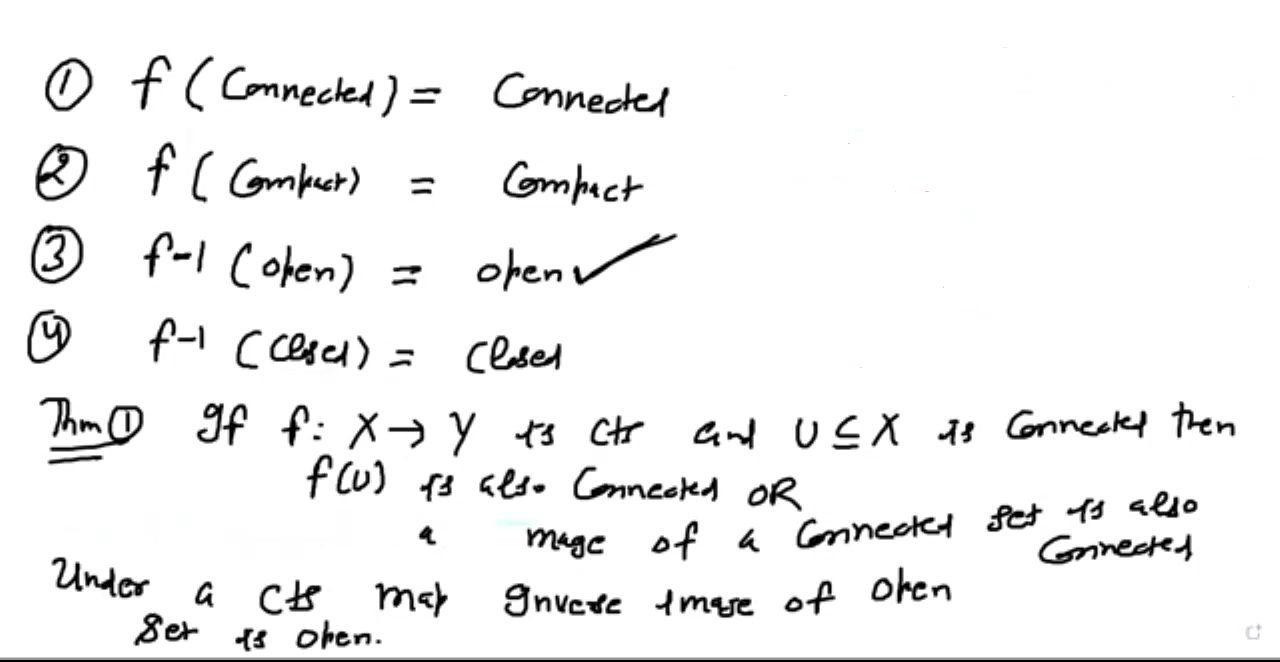 ① f (Connected) = Connected
② f (Compact) = Compact
③ f-1 (open) = open ✓
④ f-1 (closed) = closed
Thm ① If f: X → Y is cts and U ⊆ X is Connected then
f(U) is also Connected OR
a mage of a Connected set is also
Connected
Under a cts map Inverse image of open
set is open.